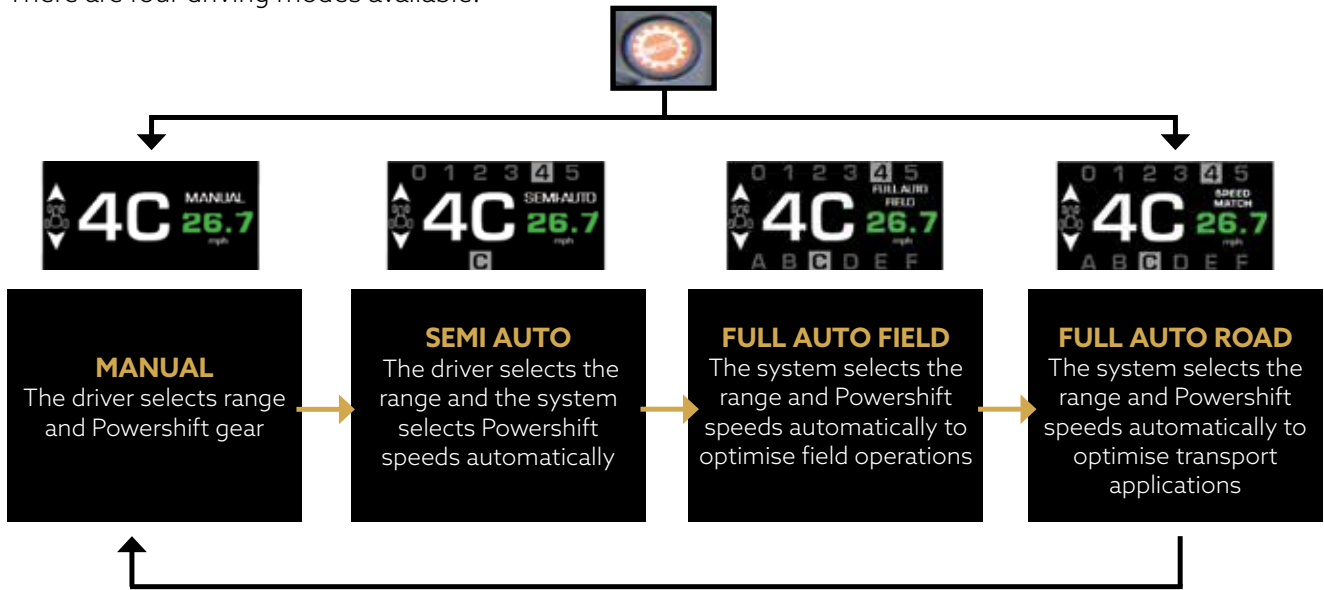 There are four driving modes available:
4C MANUAL
26.7
mph
0 1 2 3 4 5
4C SEMI-AUTO
26.7
mph
C
0 1 2 3 4 5
4C FULL AUTO
FIELD
26.7
mph
A B C D E F
0 1 2 3 4 5
4C SPEED
MATCH
26.7
mph
A B C D E F
MANUAL
The driver selects range
and Powershift gear
SEMI AUTO
The driver selects the
range and the system
selects Powershift
speeds automatically
FULL AUTO FIELD
The system selects the
range and Powershift
speeds automatically to
optimise field operations
FULL AUTO ROAD
The system selects the
range and Powershift
speeds automatically to
optimise transport
applications